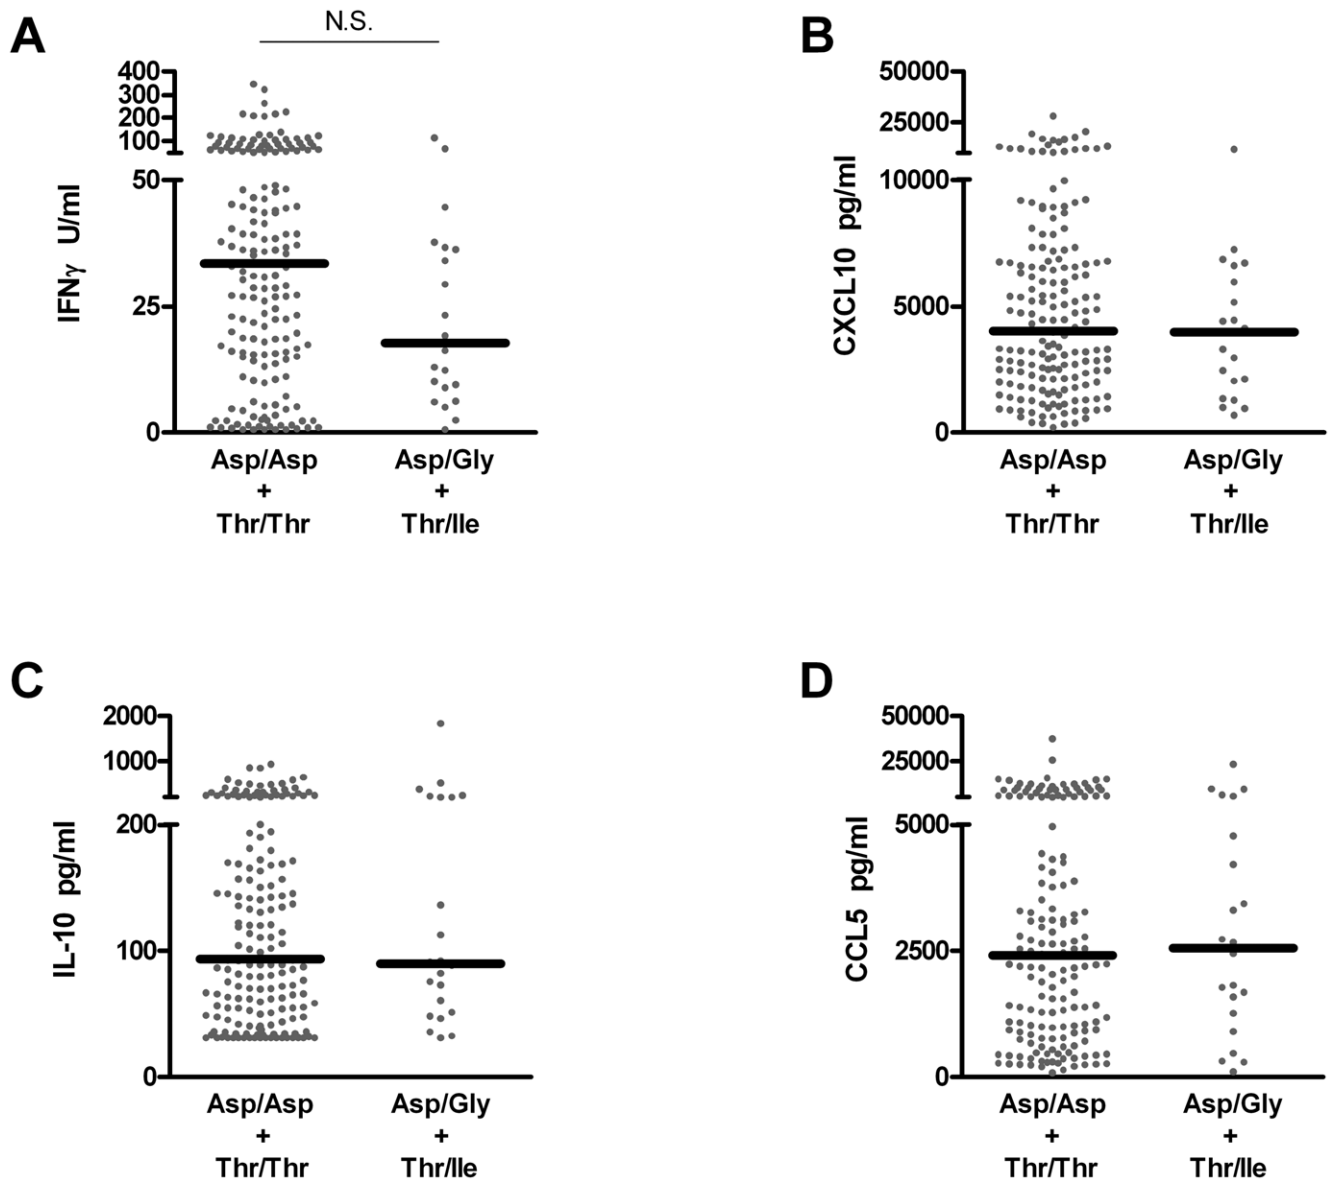 A
N.S.
400
300
200
100
50
25
0
IFNγ U/ml
Asp/Asp
+
Thr/Thr
Asp/Gly
+
Thr/Ile
B
50000
25000
10000
5000
0
CXCL10 pg/ml
Asp/Asp
+
Thr/Thr
Asp/Gly
+
Thr/Ile
C
2000
1000
200
100
0
IL-10 pg/ml
Asp/Asp
+
Thr/Thr
Asp/Gly
+
Thr/Ile
D
50000
25000
5000
2500
0
CCL5 pg/ml
Asp/Asp
+
Thr/Thr
Asp/Gly
+
Thr/Ile